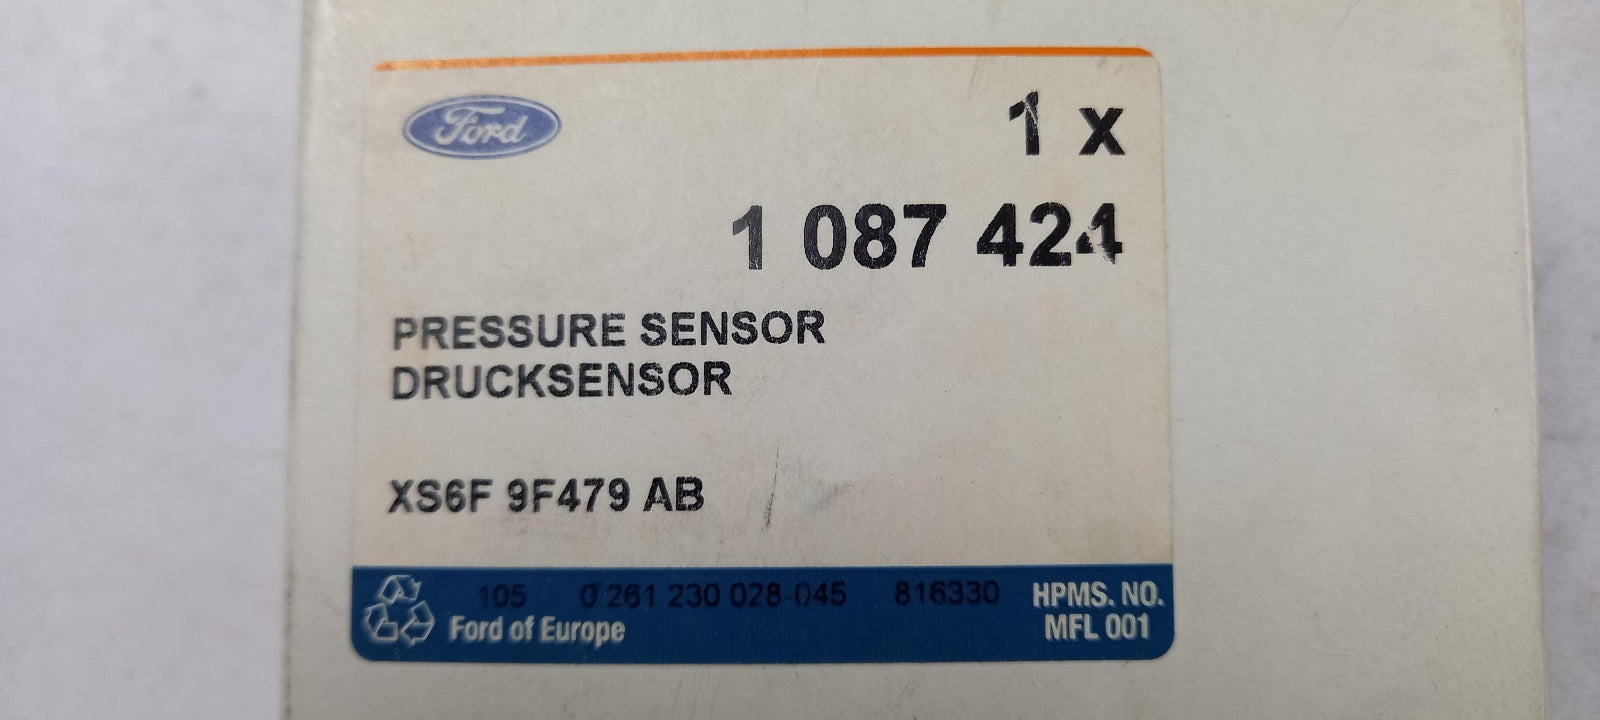 Ford
1 x
1 087 424
PRESSURE SENSOR
DRUCKSENSOR
XS6F 9F479 AB
105 0 261 230 028-045 816330
Ford of Europe
HPMS. NO.
MFL 001